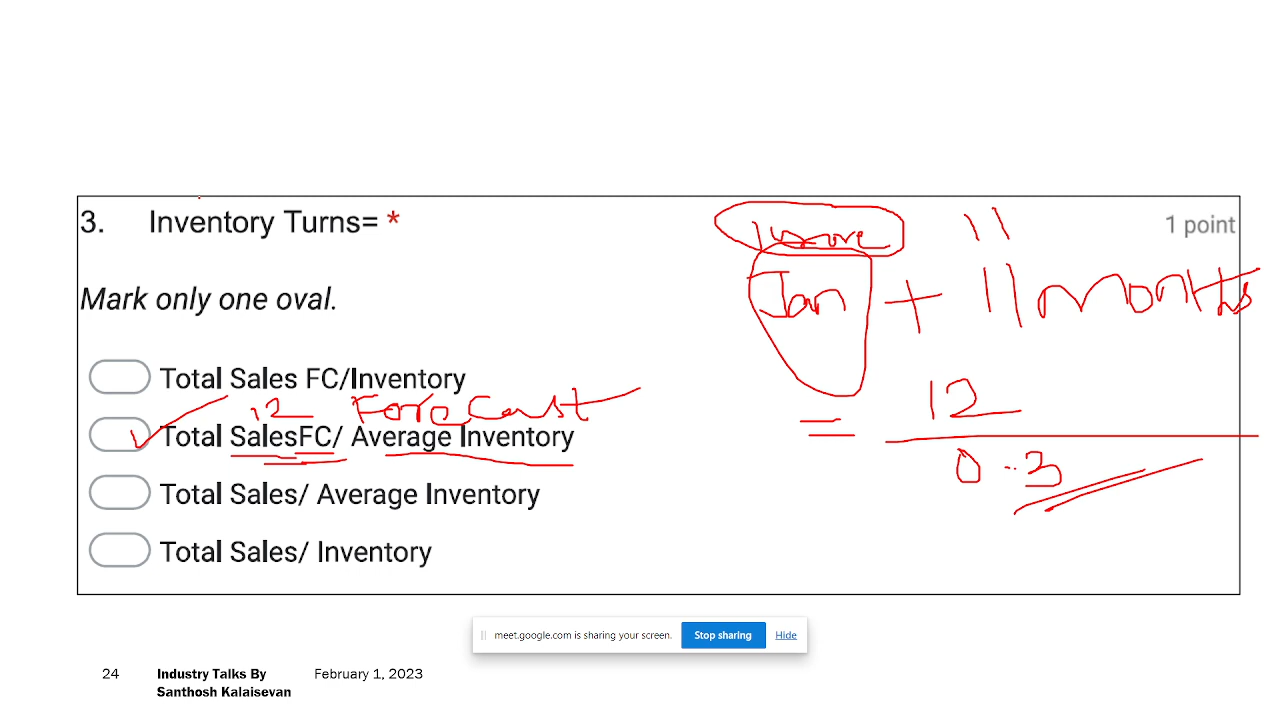 3. Inventory Turns= *
1 point
Mark only one oval.
Jan + 11 months
Total Sales FC/Inventory
12 Forecast
Total SalesFC/ Average Inventory
= 12
0.3
Total Sales/ Average Inventory
Total Sales/ Inventory
meet.google.com is sharing your screen. Stop sharing Hide
24 Industry Talks By February 1, 2023
Santhosh Kalaisevan